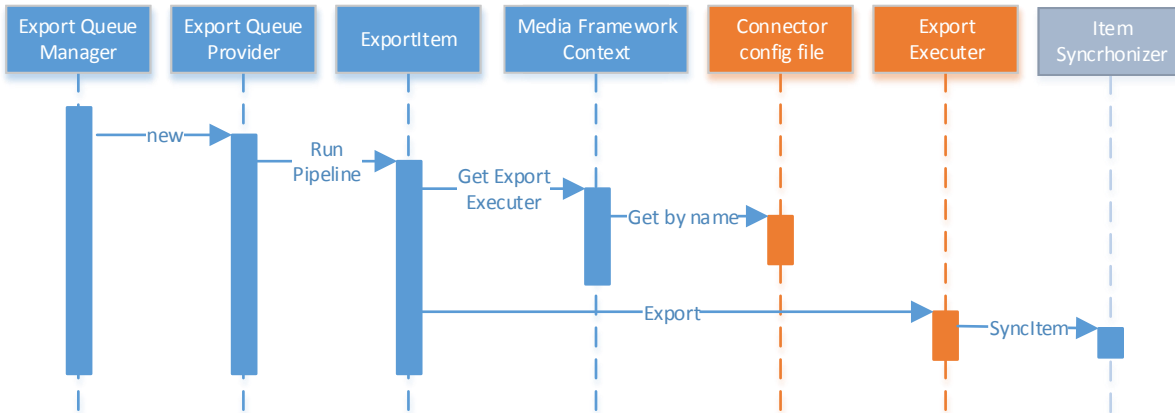 Export Queue
Manager
Export Queue
Provider
ExportItem
Media Framework
Context
Connector
config file
Export
Executer
Item
Syncrhonizer
new
Run
Pipeline
Get Export
Executer
Get by name
Export
SyncItem